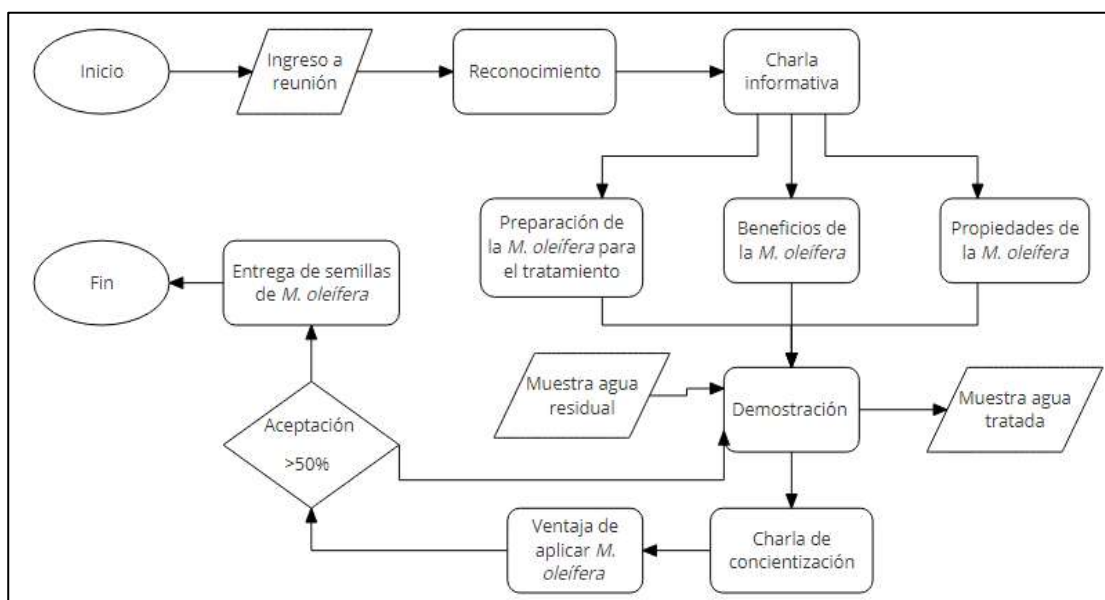 Inicio
Ingreso a
reunión
Reconocimiento
Charla
informativa
Preparación de
la M. oleífera para
el tratamiento
Beneficios de
la M. oleífera
Propiedades de
la M. oleífera
Entrega de semillas
de M. oleífera
Fin
Muestra agua
residual
Demostración
Muestra agua
tratada
Aceptación
>50%
Ventaja de
aplicar M.
oleífera
Charla de
concientización